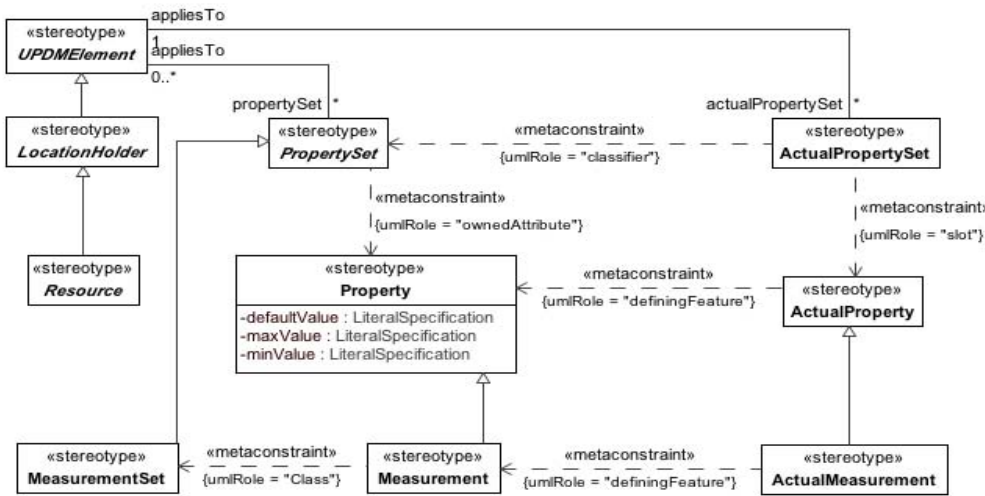 appliesTo
«stereotype»
UPDMElement
1
appliesTo
0..*
propertySet *
actualPropertySet *
«stereotype»
LocationHolder
«stereotype»
PropertySet
«metaconstraint»
{umlRole = "classifier"}
«stereotype»
ActualPropertySet
«metaconstraint»
{umlRole = "ownedAttribute"}
«metaconstraint»
{umlRole = "slot"}
«stereotype»
Resource
«stereotype»
Property
-defaultValue : LiteralSpecification
-maxValue : LiteralSpecification
-minValue : LiteralSpecification
«metaconstraint»
{umlRole = "definingFeature"}
«stereotype»
ActualProperty
«stereotype»
MeasurementSet
«metaconstraint»
{umlRole = "Class"}
«stereotype»
Measurement
«metaconstraint»
{umlRole = "definingFeature"}
«stereotype»
ActualMeasurement